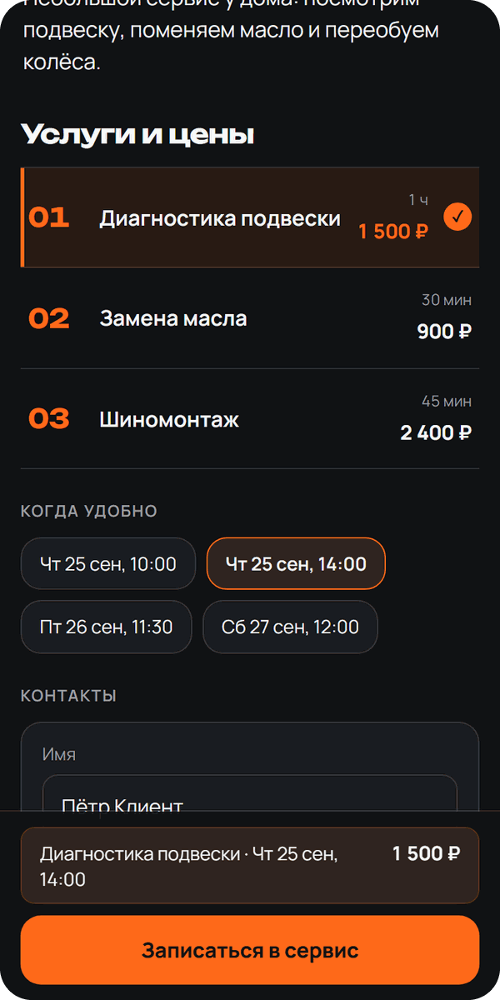 Небольшой сервис у дома: посмотрим
подвеску, поменяем масло и переобуем
колёса.
Услуги и цены
01
Диагностика подвески
1 ч
1 500 ₽
02
Замена масла
30 мин
900 ₽
03
Шиномонтаж
45 мин
2 400 ₽
КОГДА УДОБНО
Чт 25 сен, 10:00
Чт 25 сен, 14:00
Пт 26 сен, 11:30
Сб 27 сен, 12:00
КОНТАКТЫ
Имя
Пётр Клиент
Диагностика подвески · Чт 25 сен,
14:00
1 500 ₽
Записаться в сервис